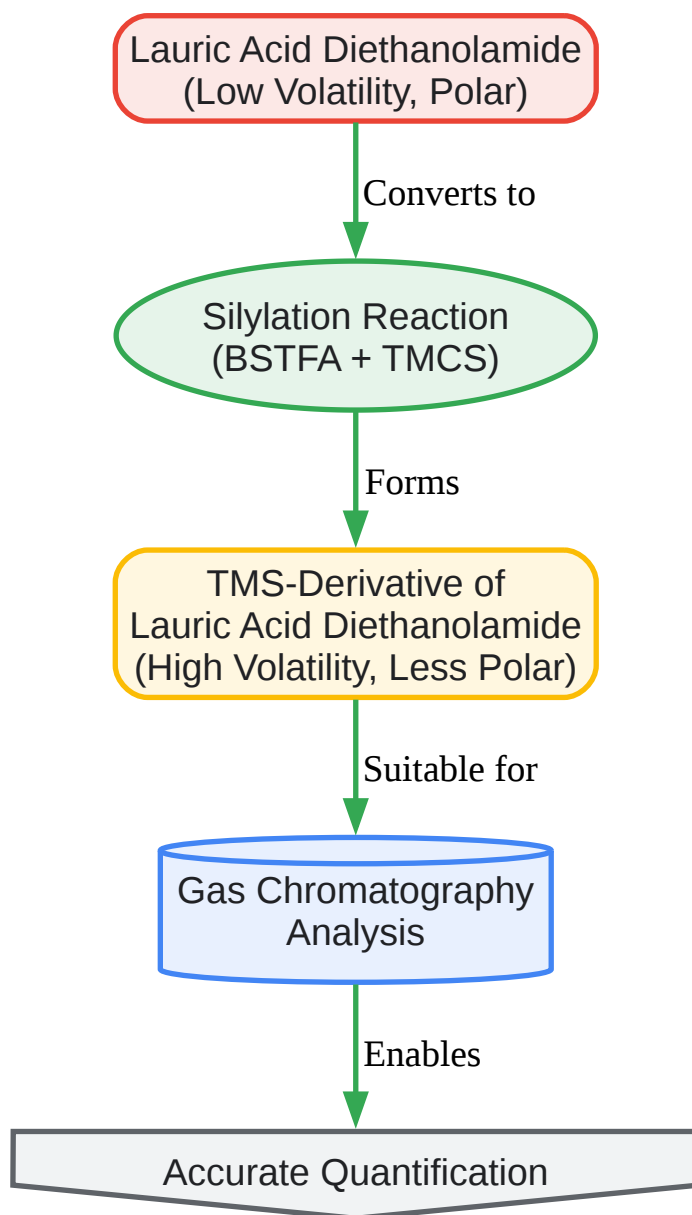 Lauric Acid Diethanolamide
(Low Volatility, Polar)
Converts to
Silylation Reaction
(BSTFA + TMCS)
Forms
TMS-Derivative of
Lauric Acid Diethanolamide
(High Volatility, Less Polar)
Suitable for
Gas Chromatography
Analysis
Enables
Accurate Quantification